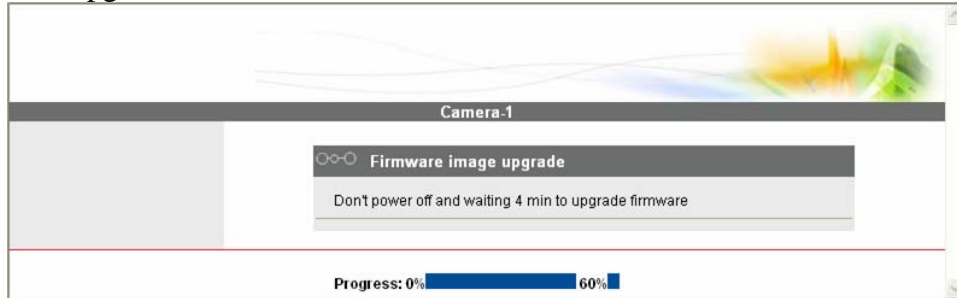 Camera-1
Firmware image upgrade
Don't power off and waiting 4 min to upgrade firmware
Progress: 0% 60%